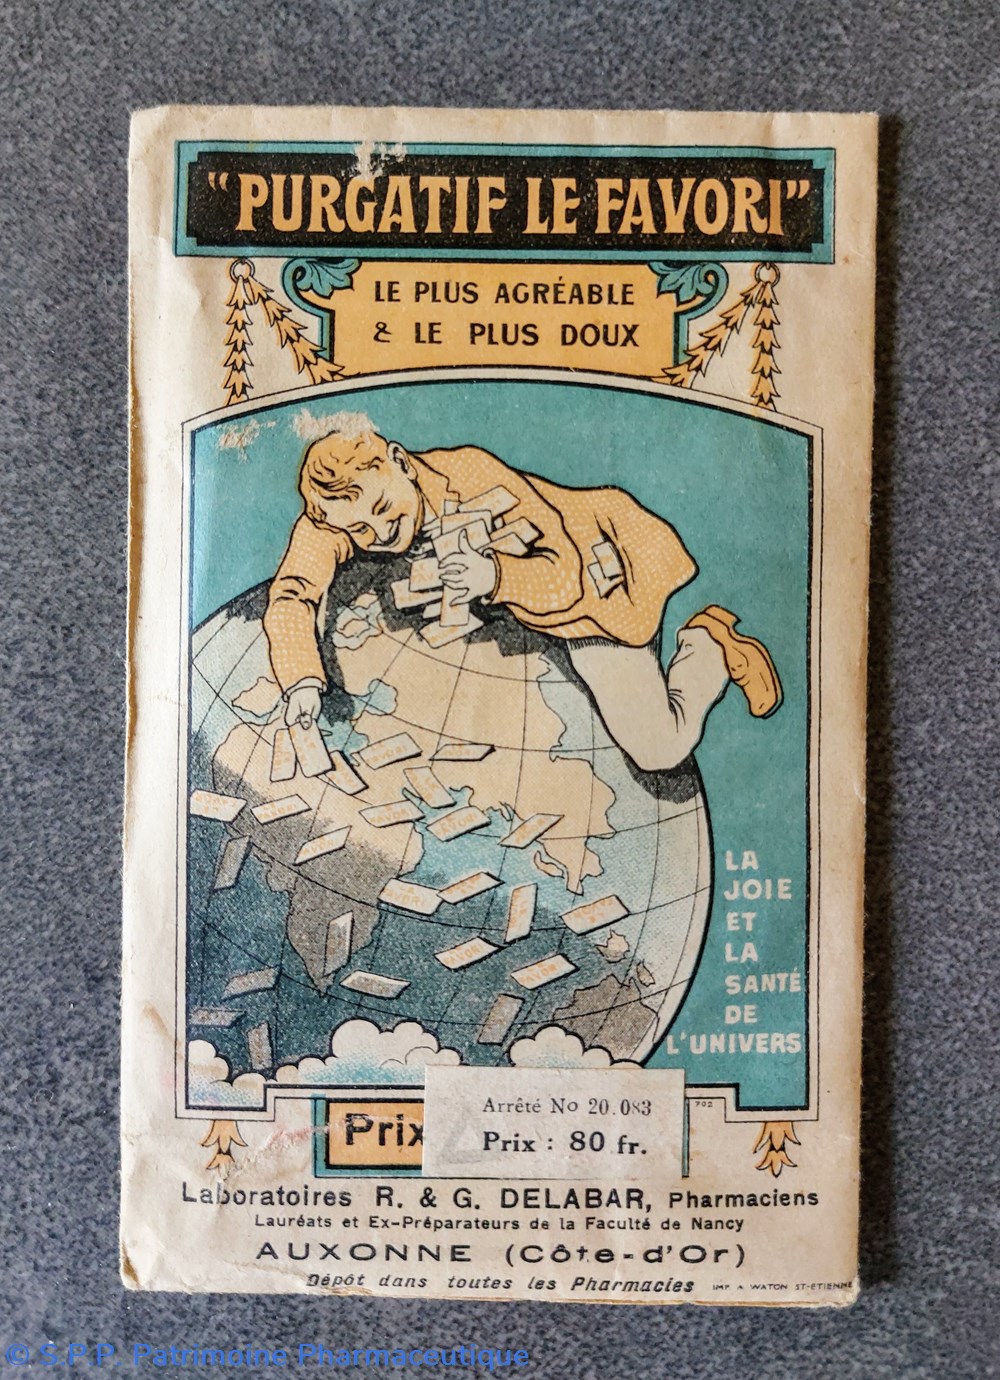 "PURGATIF LE FAVORI"
LE PLUS AGRÉABLE
& LE PLUS DOUX
LA
JOIE
ET
LA
SANTÉ
DE
L'UNIVERS
702
Arrêté No 20.083
Prix
Prix : 80 fr.
Laboratoires R. & G. DELABAR, Pharmaciens
Lauréats et Ex-Préparateurs de la Faculté de Nancy
AUXONNE (Côte-d'Or)
Dépôt dans toutes les Pharmacies IMP A WATON ST-ETIENNE
© S.P.P. Patrimoine Pharmaceutique